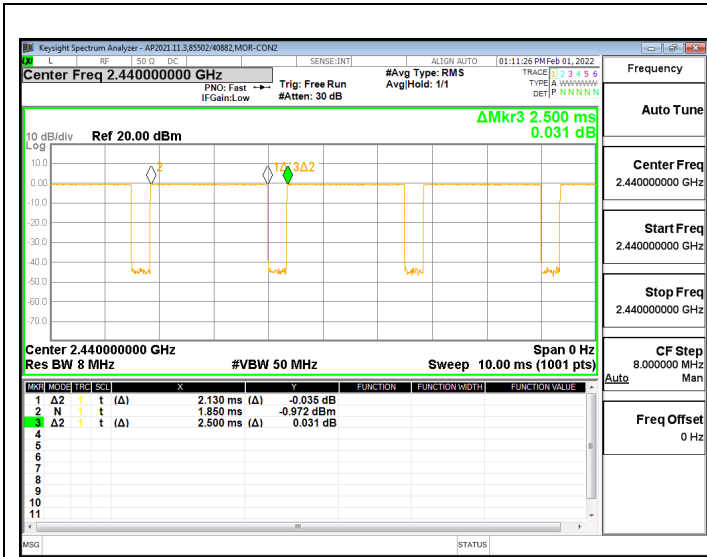 Keysight Spectrum Analyzer - AP2021.11.3,85502/40882,MOR-CON2
L RF 50 Ω DC SENSE:INT ALIGN AUTO 01:11:26 PM Feb 01, 2022
Center Freq 2.440000000 GHz
PNO: Fast
IFGain:Low
Trig: Free Run
#Atten: 30 dB
#Avg Type: RMS
Avg|Hold: 1/1
TRACE 1 2 3 4 5 6
TYPE A WWWWW
DET P N N N N N
Frequency
Auto Tune
Center Freq
2.440000000 GHz
Start Freq
2.440000000 GHz
Stop Freq
2.440000000 GHz
CF Step
8.000000 MHz
Auto Man
Freq Offset
0 Hz
ΔMkr3 2.500 ms
0.031 dB
10 dB/div Ref 20.00 dBm
Log
10.0
0.00
-10.0
-20.0
-30.0
-40.0
-50.0
-60.0
-70.0
2 1Δ 3Δ2
Center 2.440000000 GHz Span 0 Hz
Res BW 8 MHz #VBW 50 MHz Sweep 10.00 ms (1001 pts)
MKR MODE TRC SCL X Y FUNCTION FUNCTION WIDTH FUNCTION VALUE
1 Δ2 1 t (Δ) 2.130 ms (Δ) -0.035 dB
2 N 1 t 1.850 ms -0.972 dBm
3 Δ2 1 t (Δ) 2.500 ms (Δ) 0.031 dB
4
5
6
7
8
9
10
11
MSG STATUS